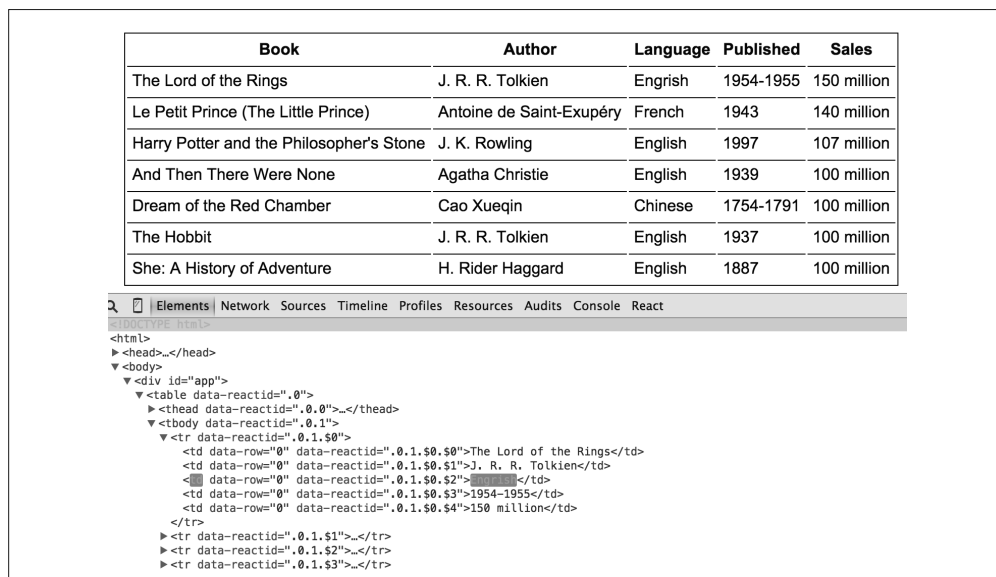 Book Author Language Published Sales
The Lord of the Rings J. R. R. Tolkien Engrish 1954-1955 150 million
Le Petit Prince (The Little Prince) Antoine de Saint-Exupéry French 1943 140 million
Harry Potter and the Philosopher's Stone J. K. Rowling English 1997 107 million
And Then There Were None Agatha Christie English 1939 100 million
Dream of the Red Chamber Cao Xueqin Chinese 1754-1791 100 million
The Hobbit J. R. R. Tolkien English 1937 100 million
She: A History of Adventure H. Rider Haggard English 1887 100 million
Elements Network Sources Timeline Profiles Resources Audits Console React
<!DOCTYPE html>
<html>
<head>…</head>
<body>
<div id="app">
<table data-reactid=".0">
<thead data-reactid=".0.0">…</thead>
<tbody data-reactid=".0.1">
<tr data-reactid=".0.1.$0">
<td data-row="0" data-reactid=".0.1.$0.$0">The Lord of the Rings</td>
<td data-row="0" data-reactid=".0.1.$0.$1">J. R. R. Tolkien</td>
<td data-row="0" data-reactid=".0.1.$0.$2">Engrish</td>
<td data-row="0" data-reactid=".0.1.$0.$3">1954-1955</td>
<td data-row="0" data-reactid=".0.1.$0.$4">150 million</td>
</tr>
<tr data-reactid=".0.1.$1">…</tr>
<tr data-reactid=".0.1.$2">…</tr>
<tr data-reactid=".0.1.$3">…</tr>